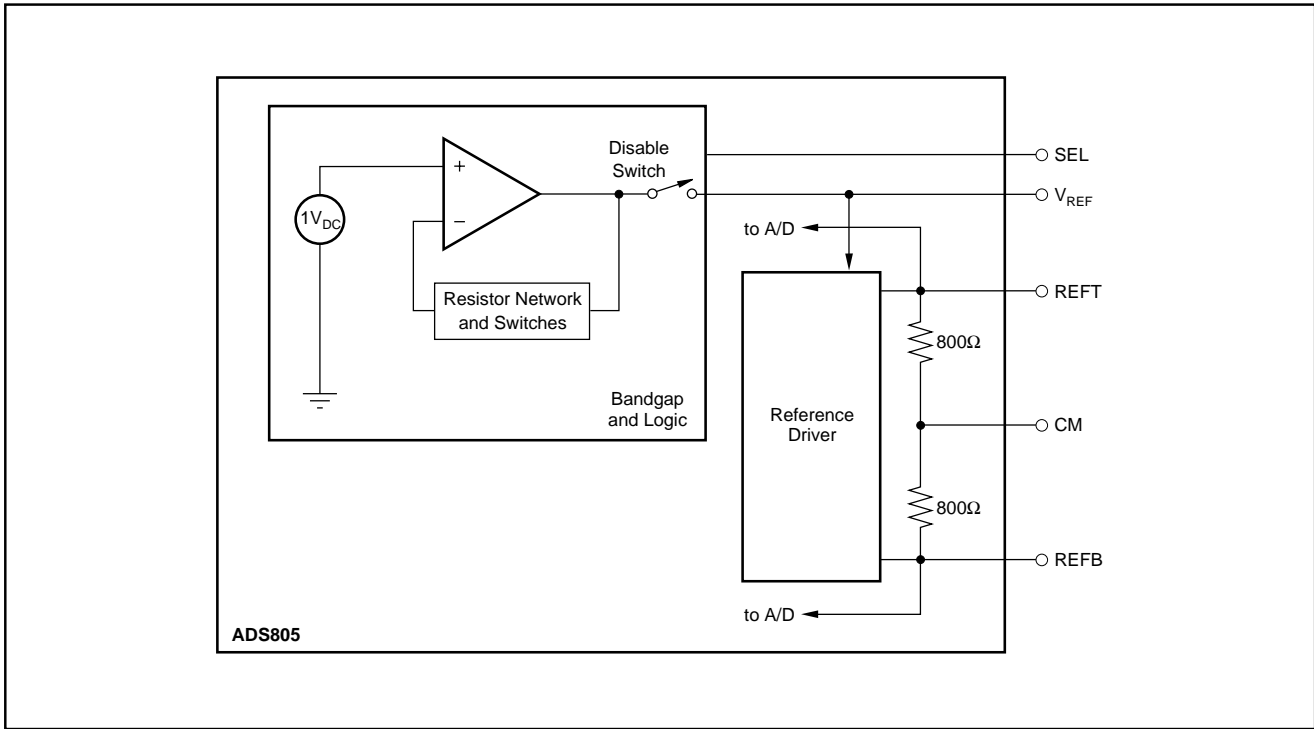 Disable
Switch
SEL
+
1V_DC
V_REF
−
to A/D
Resistor Network
and Switches
REFT
800Ω
Bandgap
and Logic
Reference
Driver
CM
800Ω
REFB
to A/D
ADS805